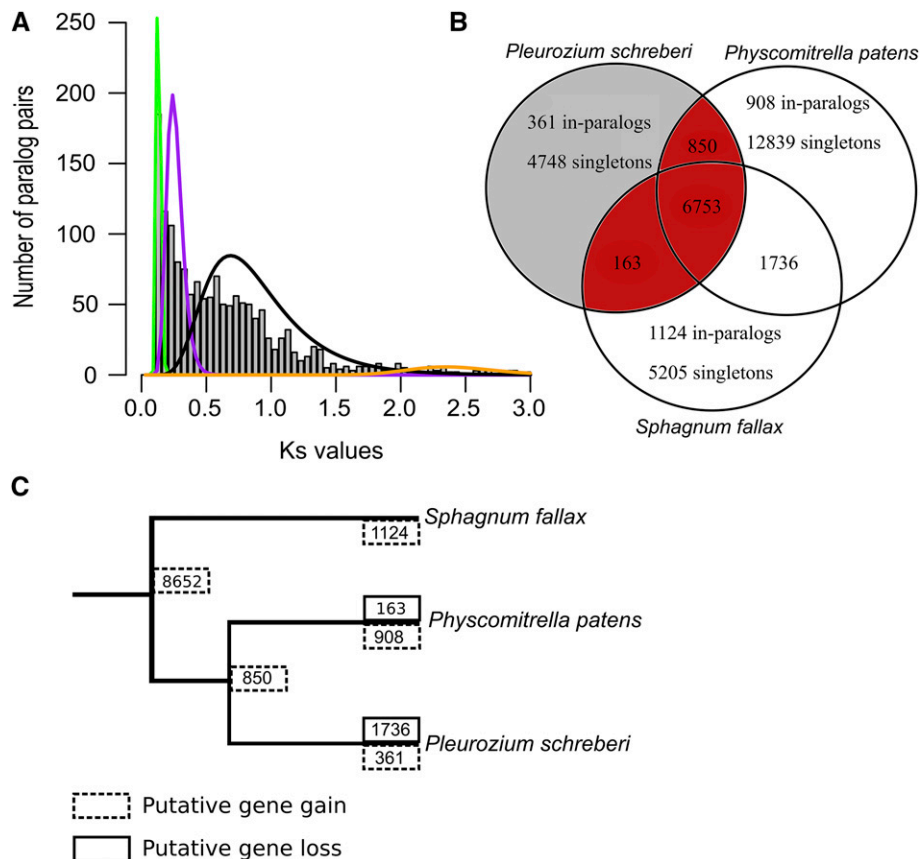 A
250
200
150
100
50
0
Number of paralog pairs
0.0 0.5 1.0 1.5 2.0 2.5 3.0
Ks values
B
Pleurozium schreberi
Physcomitrella patens
361 in-paralogs
4748 singletons
908 in-paralogs
12839 singletons
850
6753
163
1736
1124 in-paralogs
5205 singletons
Sphagnum fallax
C
Sphagnum fallax
1124
8652
163
Physcomitrella patens
908
850
1736
Pleurozium schreberi
361
Putative gene gain
Putative gene loss